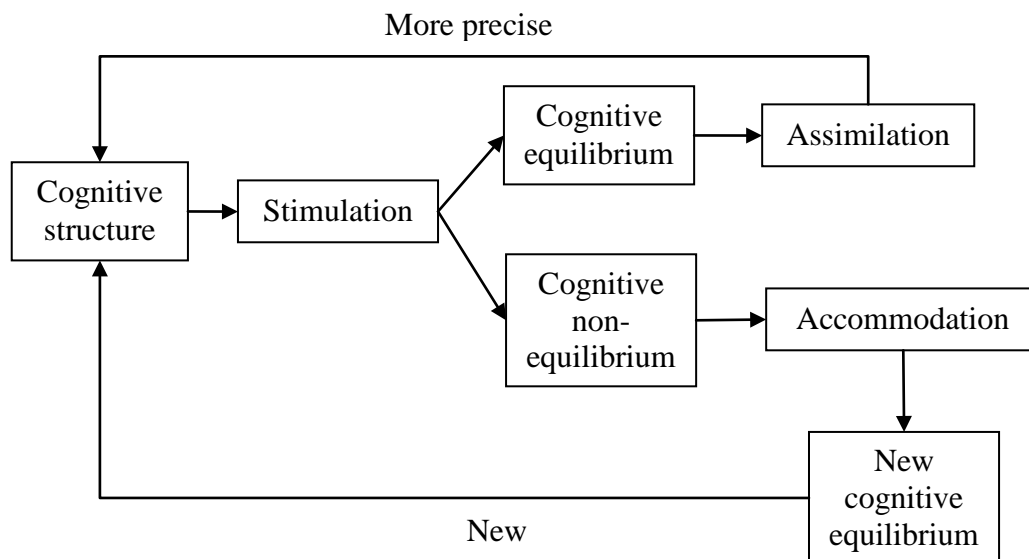 More precise
Cognitive
equilibrium
Assimilation
Cognitive
structure
Stimulation
Cognitive
non-
equilibrium
Accommodation
New
cognitive
equilibrium
New